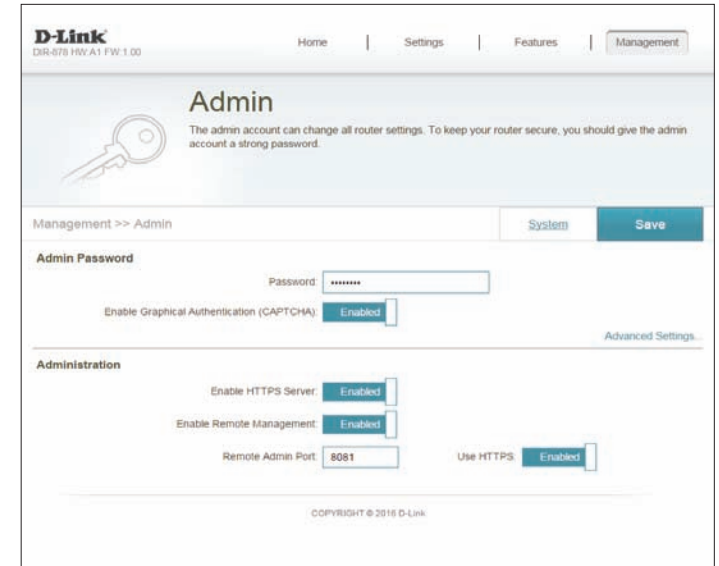 D-Link
DIR-878 HW:A1 FW:1.00
Home | Settings | Features | Management
Admin
The admin account can change all router settings. To keep your router secure, you should give the admin
account a strong password.
Management >> Admin
System
Save
Admin Password
Password: ••••••••
Enable Graphical Authentication (CAPTCHA): Enabled
Advanced Settings...
Administration
Enable HTTPS Server: Enabled
Enable Remote Management: Enabled
Remote Admin Port: 8081 Use HTTPS: Enabled
COPYRIGHT © 2016 D-Link